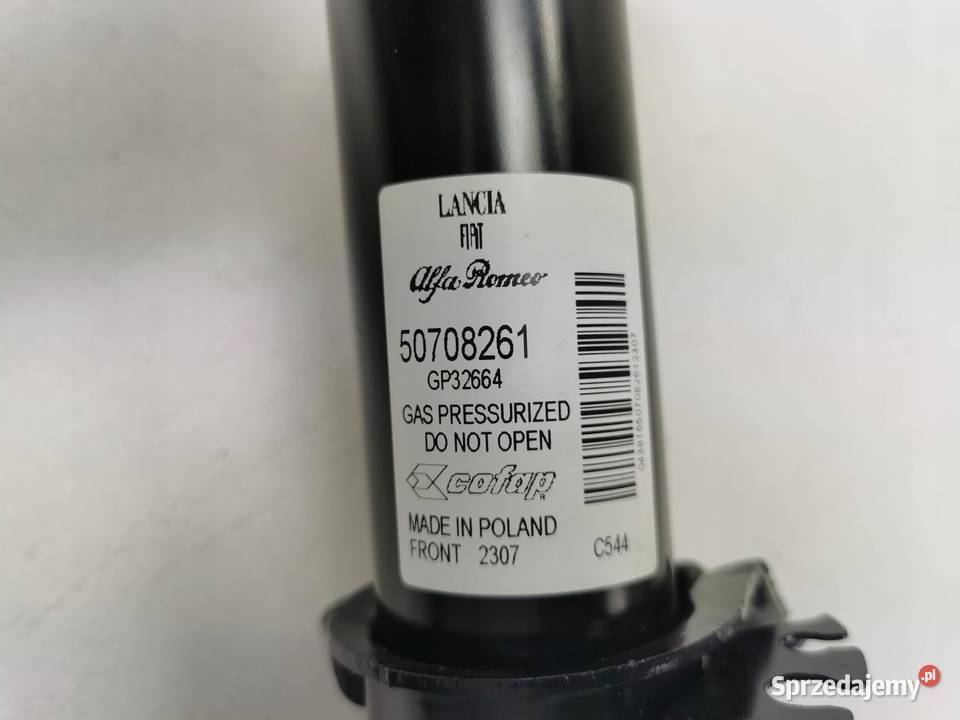 LANCIA
FIAT
Alfa Romeo
50708261
GP32664
GAS PRESSURIZED
DO NOT OPEN
cofap
R
MADE IN POLAND
FRONT 2307
C544
Sprzedajemy.pl